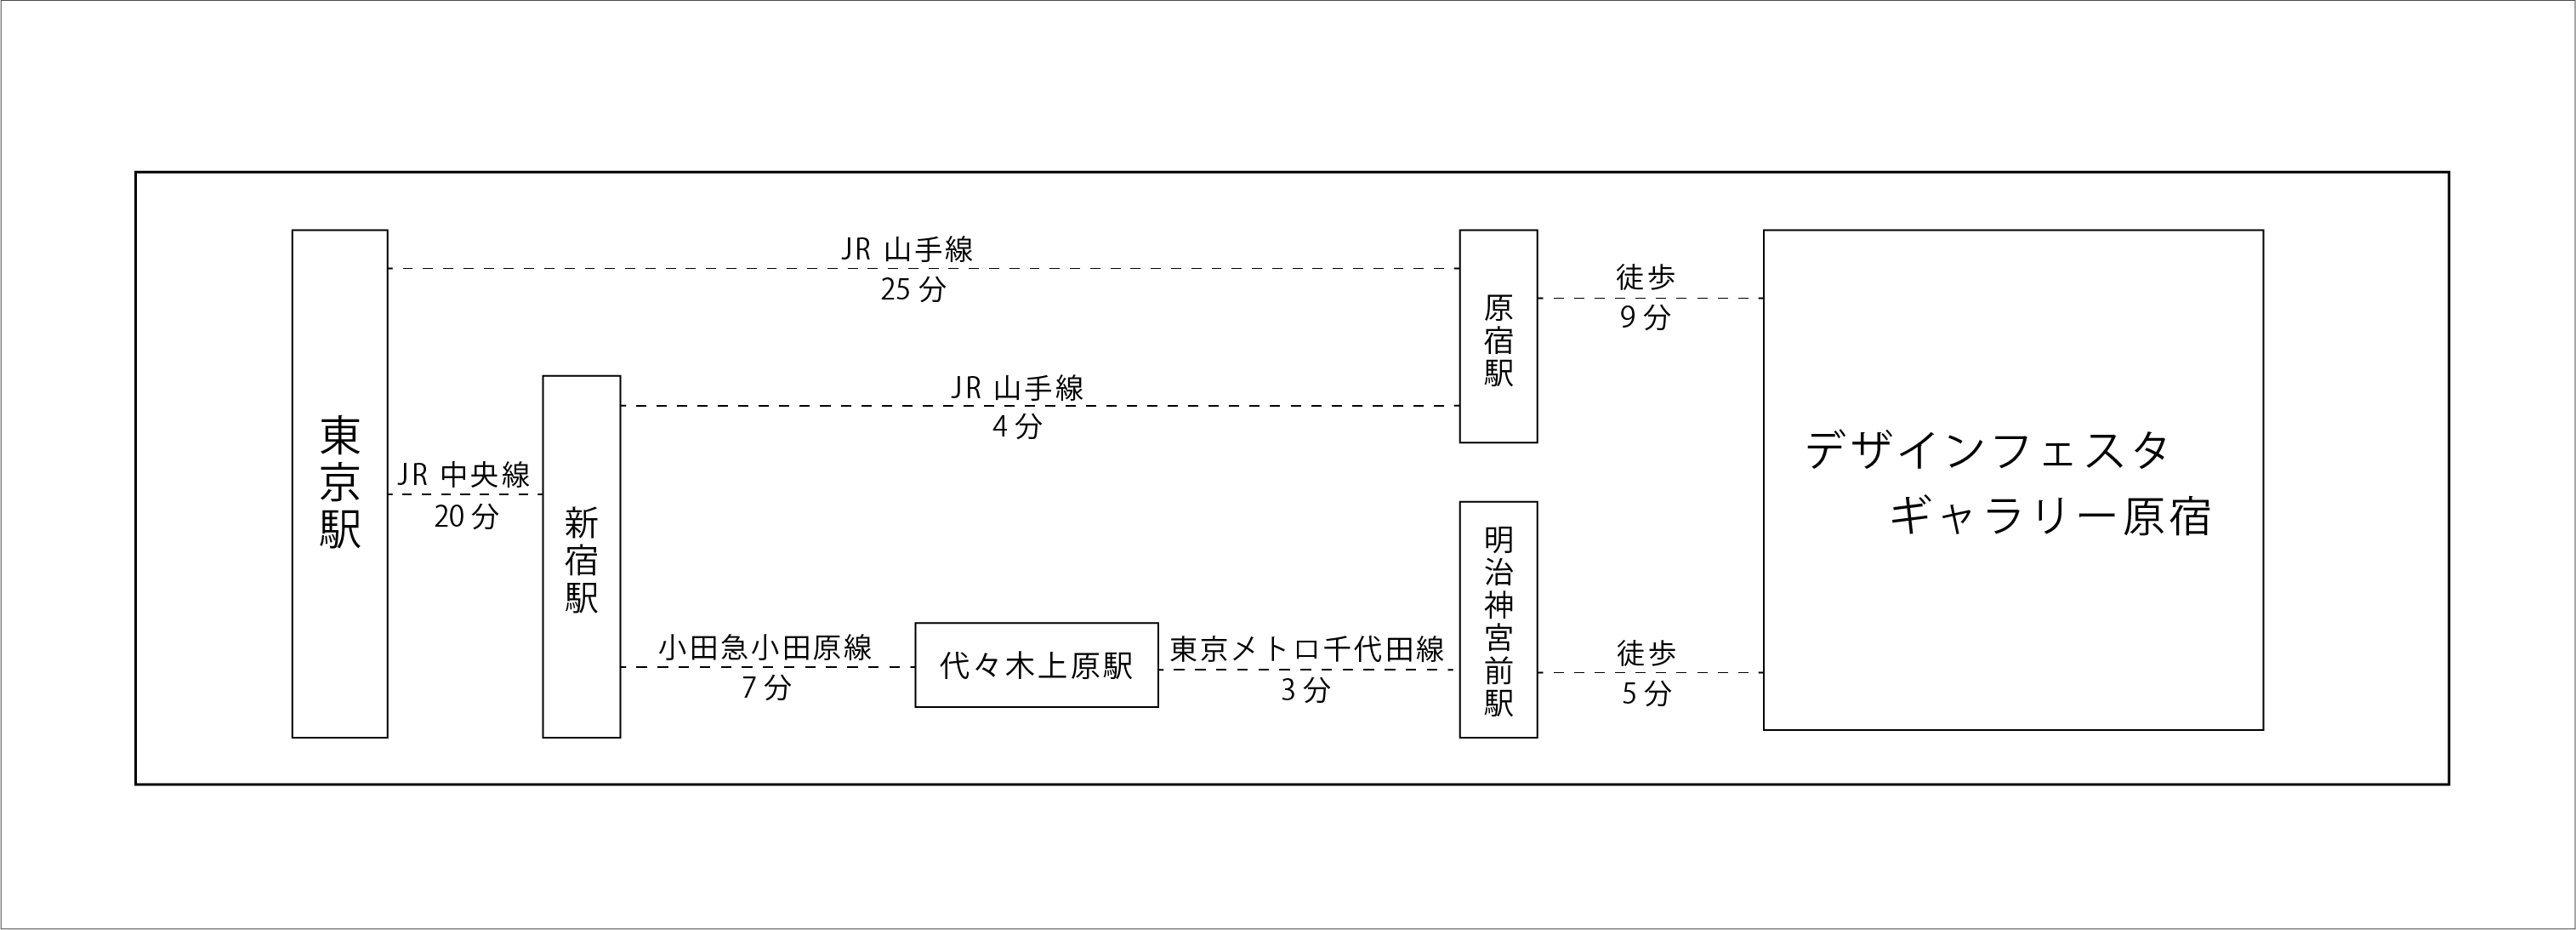 東京駅
JR 山手線
25 分
JR 中央線
20 分
新宿駅
JR 山手線
4 分
小田急小田原線
7 分
代々木上原駅
東京メトロ千代田線
3 分
原宿駅
明治神宮前駅
徒歩
9 分
徒歩
5 分
デザインフェスタ
ギャラリー原宿